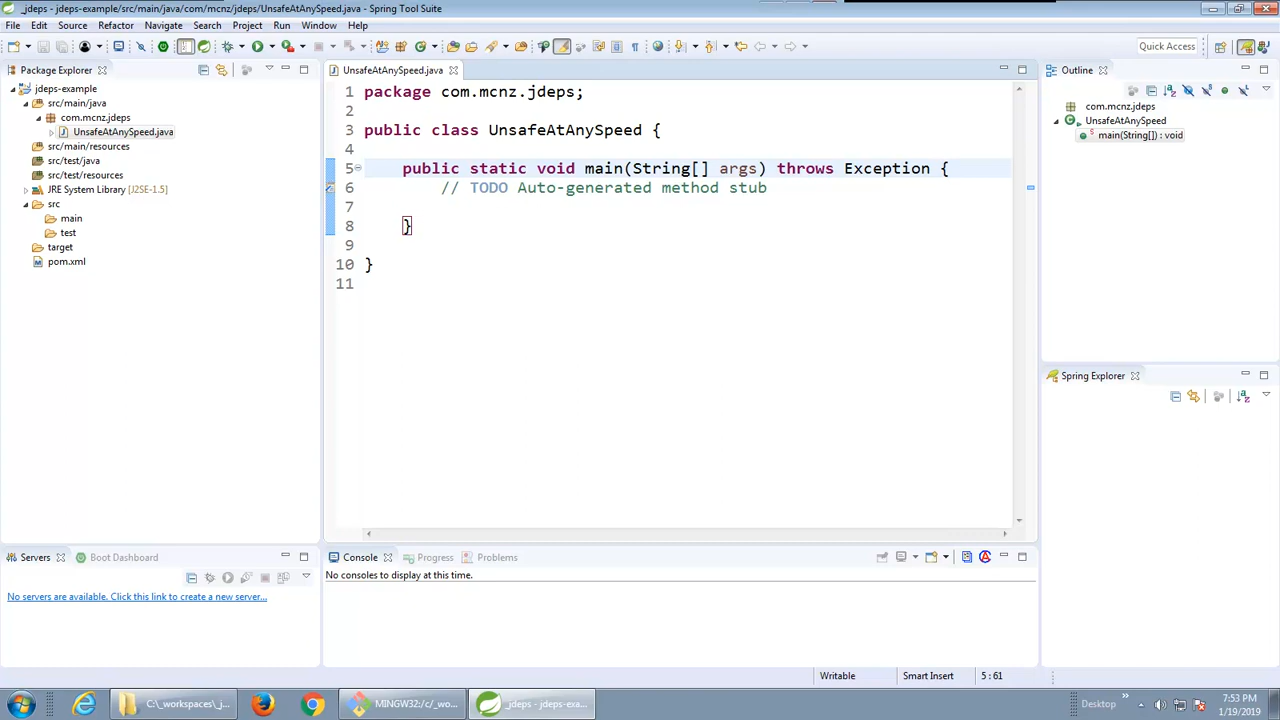 _jdeps - jdeps-example/src/main/java/com/mcnz/jdeps/UnsafeAtAnySpeed.java - Spring Tool Suite
File Edit Source Refactor Navigate Search Project Run Window Help
Quick Access
Package Explorer
jdeps-example
src/main/java
com.mcnz.jdeps
UnsafeAtAnySpeed.java
src/main/resources
src/test/java
src/test/resources
JRE System Library [J2SE-1.5]
src
main
test
target
pom.xml
UnsafeAtAnySpeed.java
1 package com.mcnz.jdeps;
2
3 public class UnsafeAtAnySpeed {
4
5 public static void main(String[] args) throws Exception {
6 // TODO Auto-generated method stub
7
8 }
9
10 }
11
Outline
com.mcnz.jdeps
UnsafeAtAnySpeed
main(String[]) : void
Spring Explorer
Servers Boot Dashboard
No servers are available. Click this link to create a new server...
Console Progress Problems
No consoles to display at this time.
Writable Smart Insert 5 : 61
C:\_workspaces\_j...
MINGW32:/c/_wo...
_jdeps - jdeps-exa...
Desktop
7:53 PM
1/19/2019